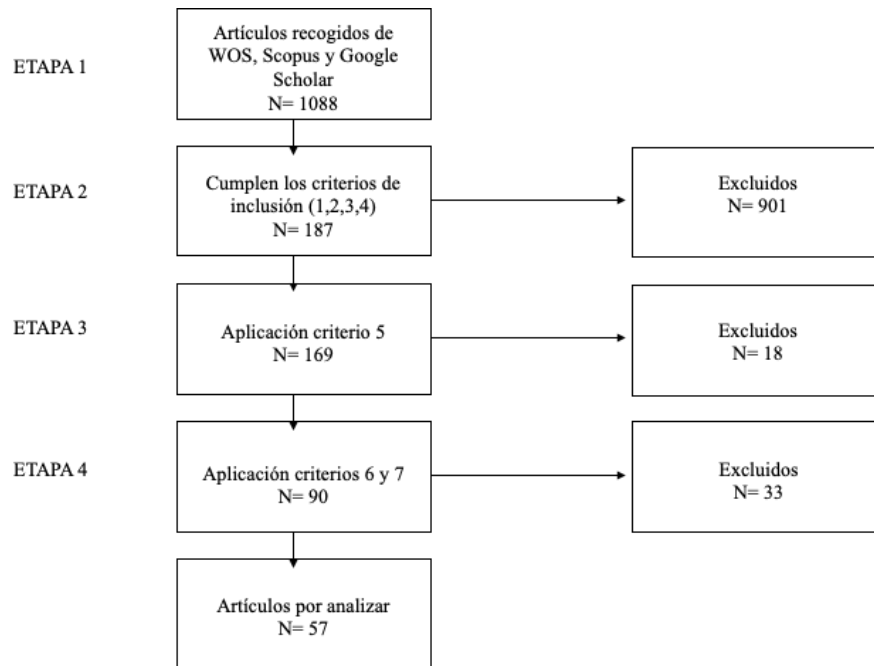 ETAPA 1
Artículos recogidos de
WOS, Scopus y Google
Scholar
N= 1088
ETAPA 2
Cumplen los criterios de
inclusión (1,2,3,4)
N= 187
Excluidos
N= 901
ETAPA 3
Aplicación criterio 5
N= 169
Excluidos
N= 18
ETAPA 4
Aplicación criterios 6 y 7
N= 90
Excluidos
N= 33
Artículos por analizar
N= 57